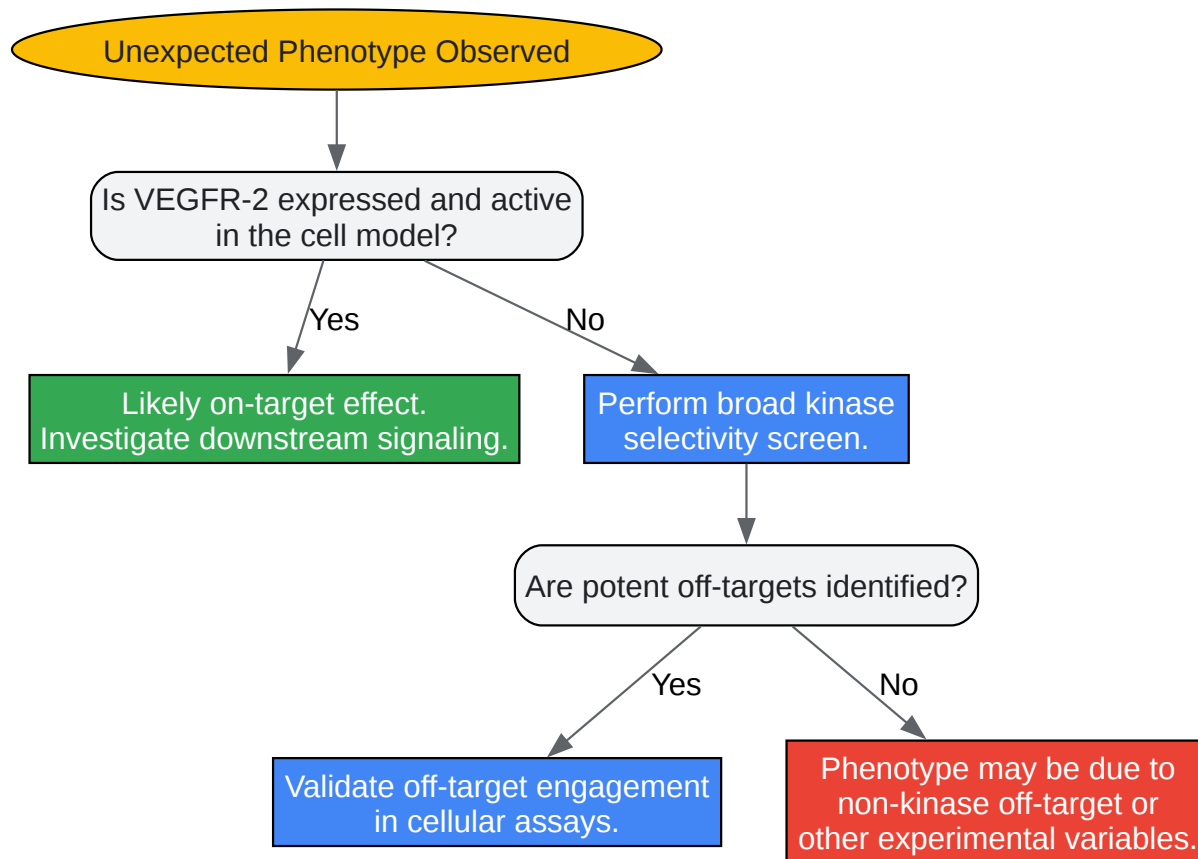 Unexpected Phenotype Observed
Is VEGFR-2 expressed and active
in the cell model?
Yes
No
Likely on-target effect.
Investigate downstream signaling.
Perform broad kinase
selectivity screen.
Are potent off-targets identified?
Yes
No
Validate off-target engagement
in cellular assays.
Phenotype may be due to
non-kinase off-target or
other experimental variables.